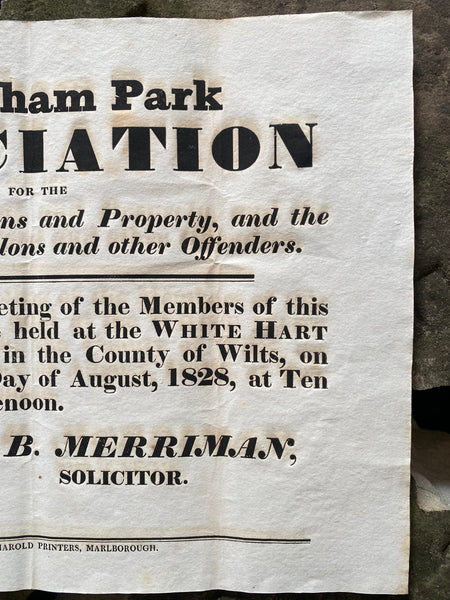 ham Park
CIATION
FOR THE
ns and Property, and the
lons and other Offenders.
eting of the Members of this
held at the WHITE HART
in the County of Wilts, on
Day of August, 1828, at Ten
enoon.
B. MERRIMAN,
SOLICITOR.
HAROLD PRINTERS, MARLBOROUGH.